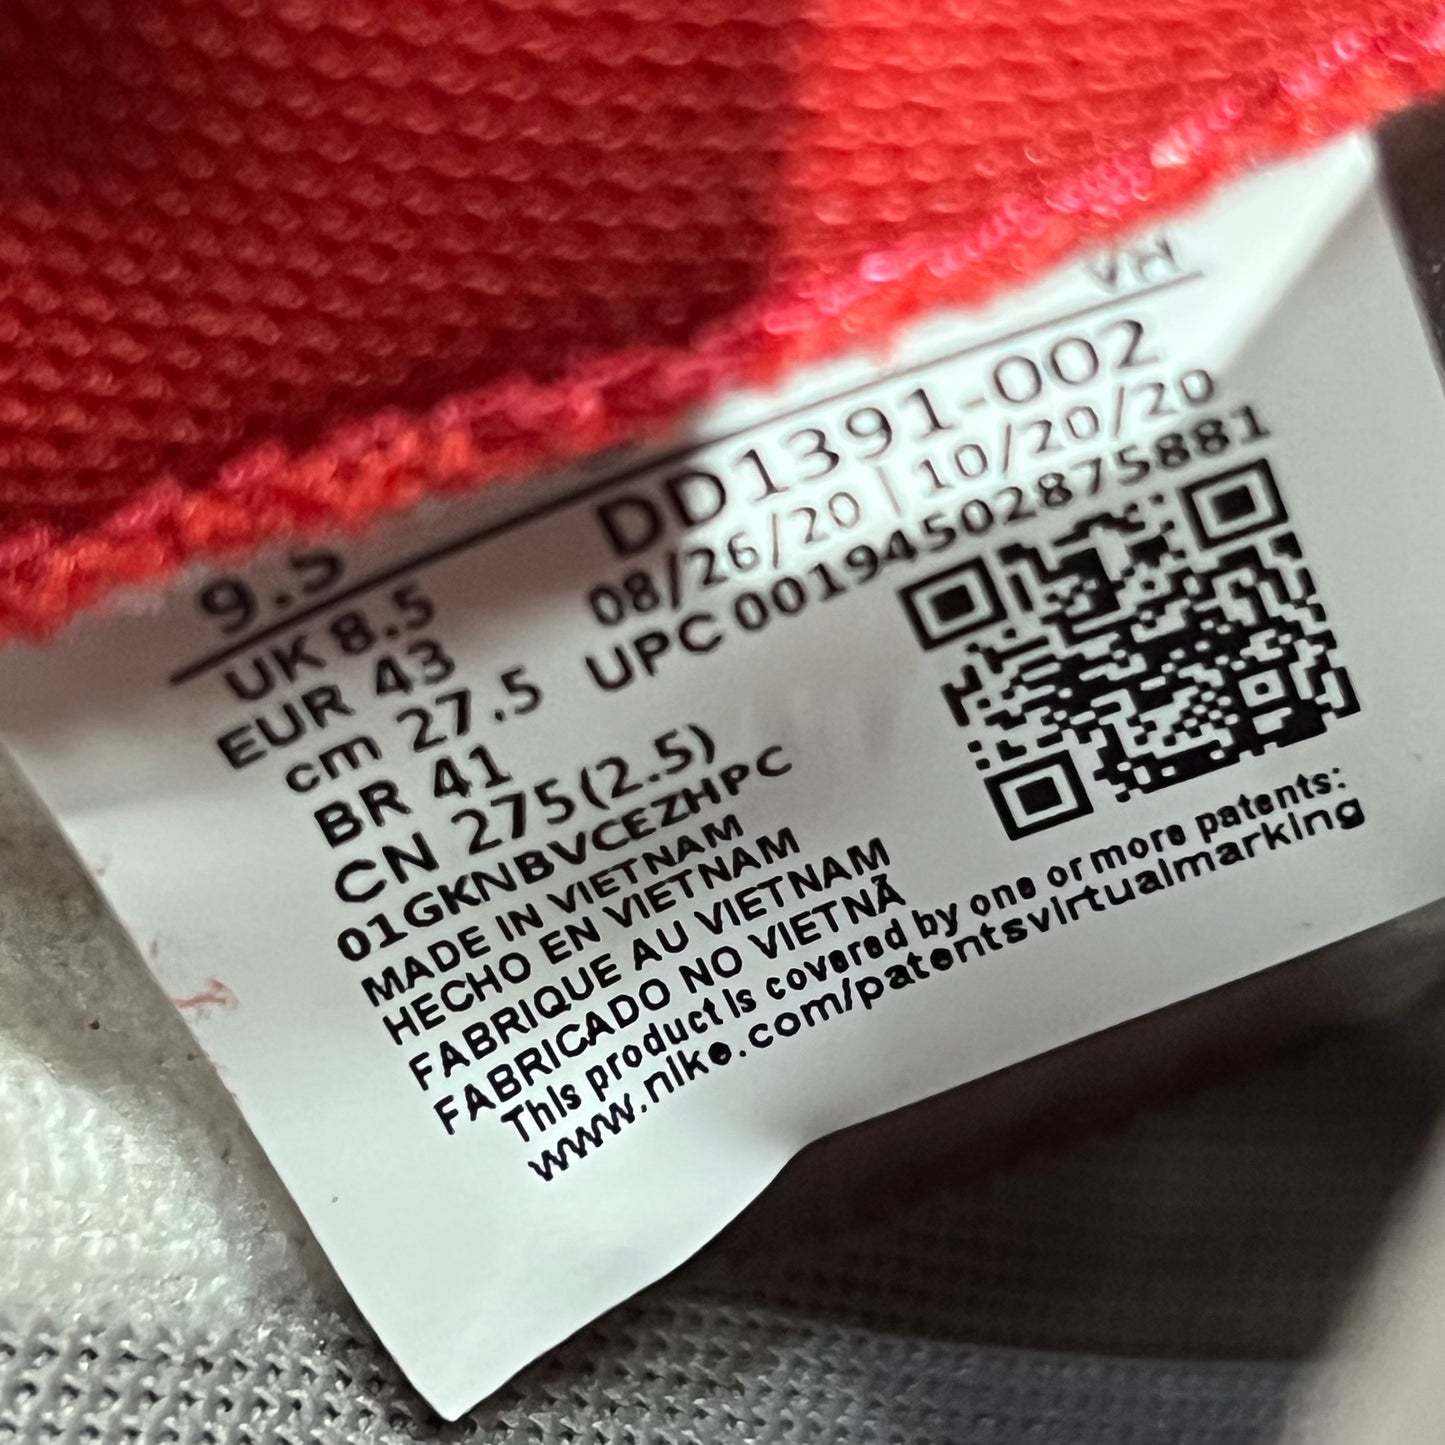 VH
9.5 DD1391-002
UK 8.5 08/26/20 | 10/20/20
EUR 43 UPC 00194502875881
cm 27.5
BR 41
CN 275(2.5)
01GKNBVCEZHPC
MADE IN VIETNAM
HECHO EN VIETNAM
FABRIQUE AU VIETNAM
FABRICADO NO VIETNÃ
This product is covered by one or more patents:
www.nike.com/patentsvirtualmarking